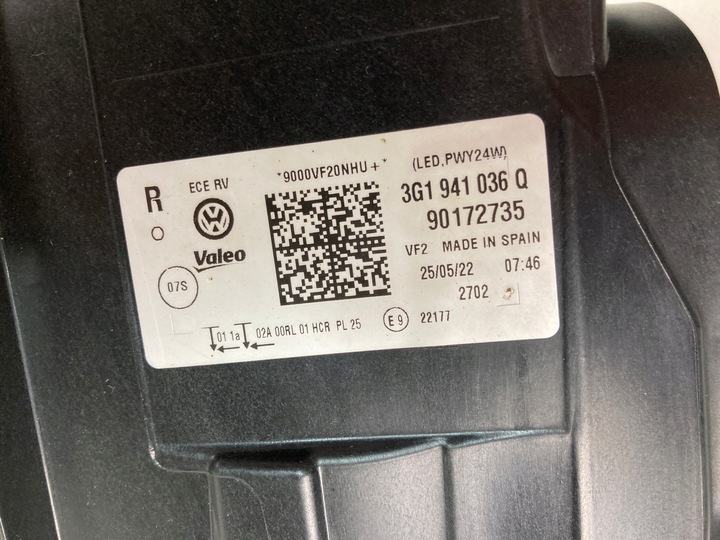 *9000VF20NHU+*
(LED,PWY24W)
R
ECE RV
3G1 941 036 Q
90172735
Valeo
VF2 MADE IN SPAIN
07S
25/05/22 07:46
2702
01 1a 02A 00RL 01 HCR PL 25
E9 22177